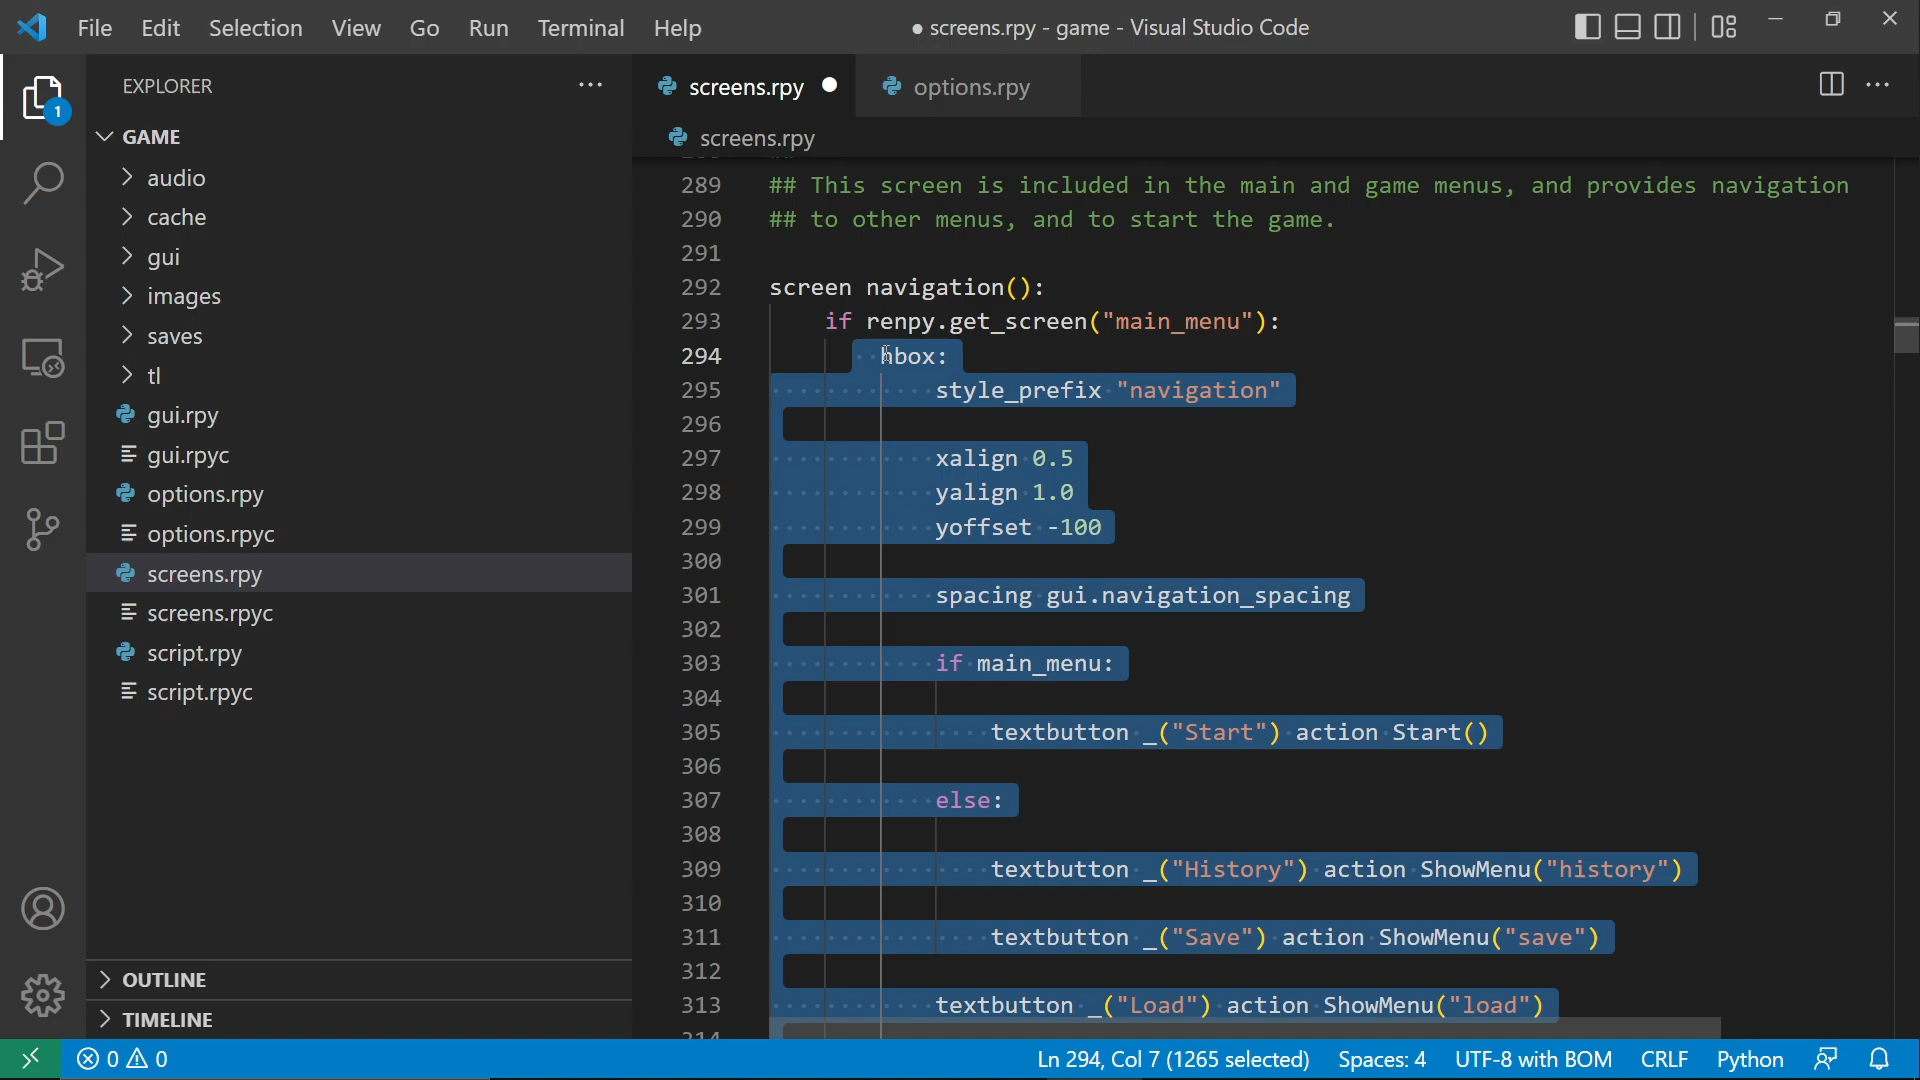 File Edit Selection View Go Run Terminal Help
● screens.rpy - game - Visual Studio Code
EXPLORER
screens.rpy
options.rpy
1
GAME
screens.rpy
audio
cache
gui
images
saves
tl
gui.rpy
gui.rpyc
options.rpy
options.rpyc
screens.rpy
screens.rpyc
script.rpy
script.rpyc
OUTLINE
TIMELINE
289 ## This screen is included in the main and game menus, and provides navigation
290 ## to other menus, and to start the game.
291
292 screen navigation():
293 if renpy.get_screen("main_menu"):
294 hbox:
295 style_prefix "navigation"
296
297 xalign 0.5
298 yalign 1.0
299 yoffset -100
300
301 spacing gui.navigation_spacing
302
303 if main_menu:
304
305 textbutton _("Start") action Start()
306
307 else:
308
309 textbutton _("History") action ShowMenu("history")
310
311 textbutton _("Save") action ShowMenu("save")
312
313 textbutton _("Load") action ShowMenu("load")
314
0 0 Ln 294, Col 7 (1265 selected) Spaces: 4 UTF-8 with BOM CRLF Python